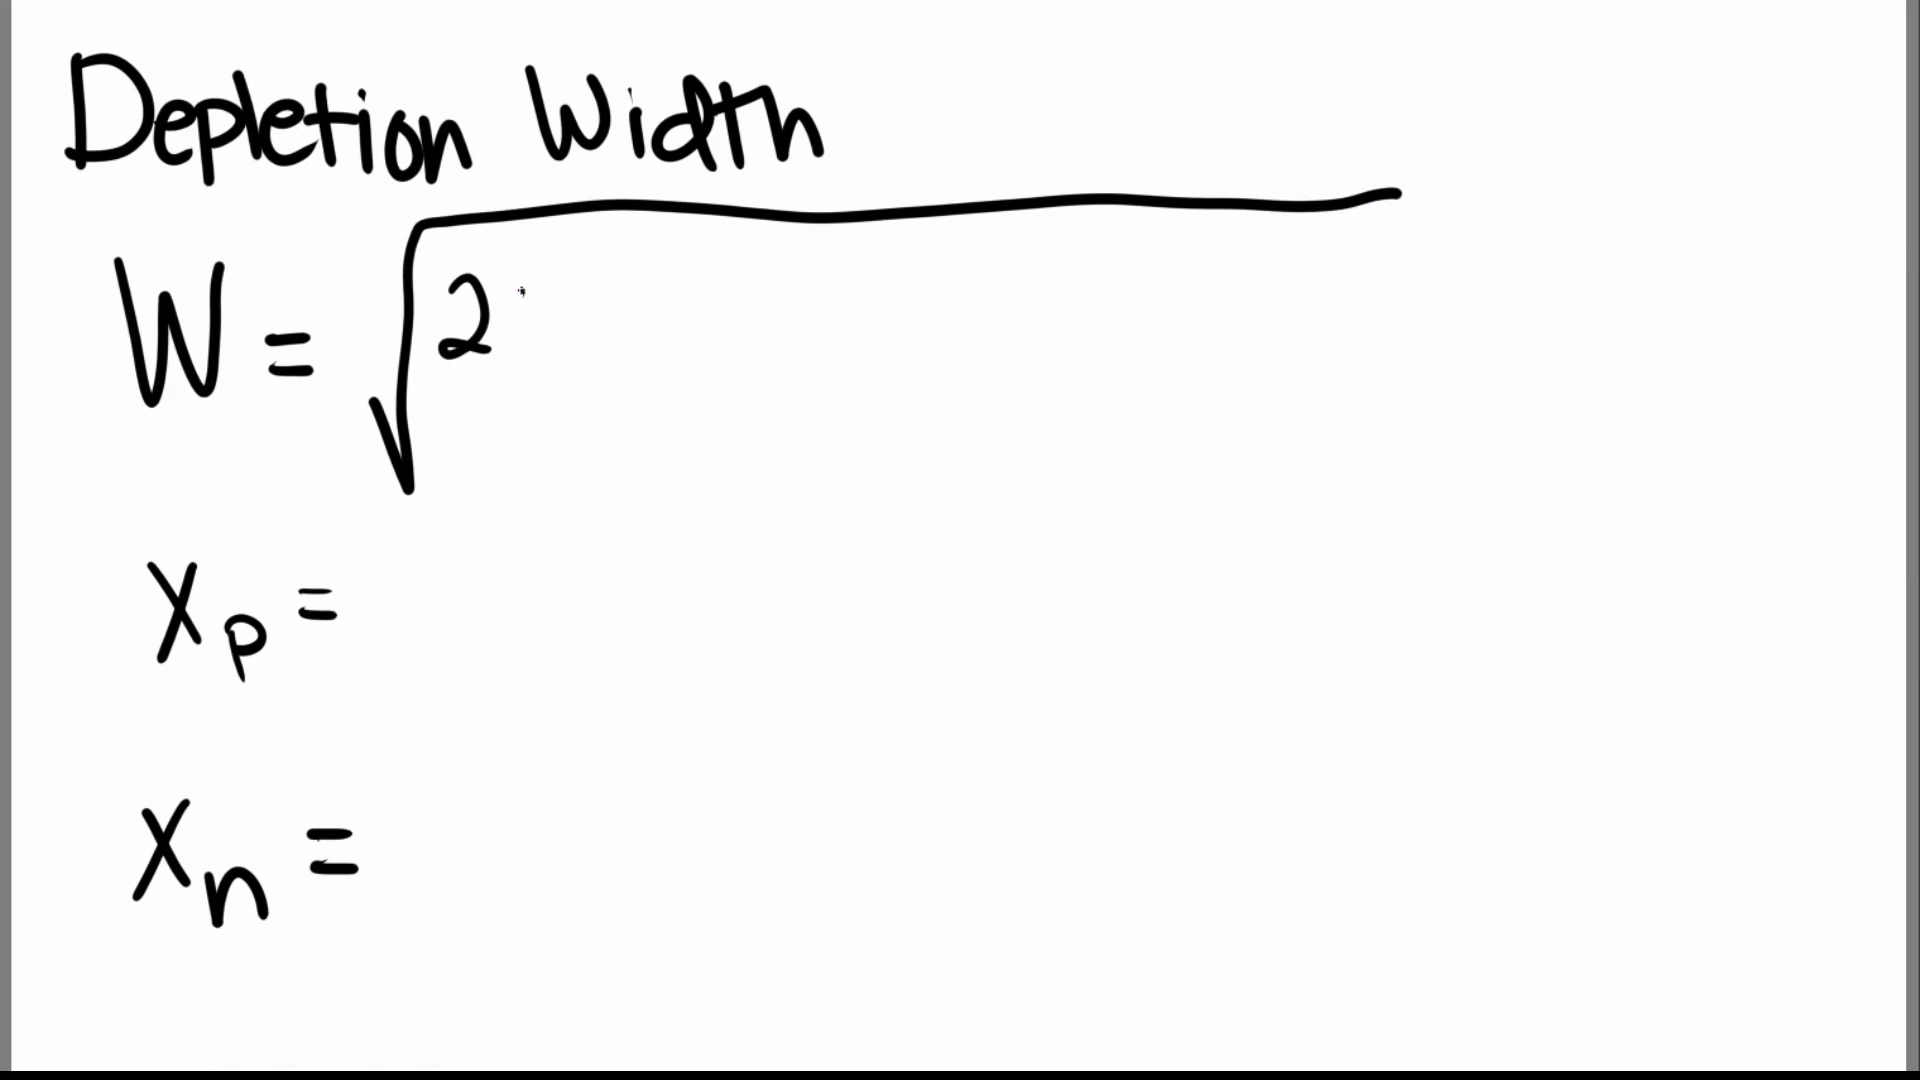 Depletion Width
W = √2
Xp =
Xn =